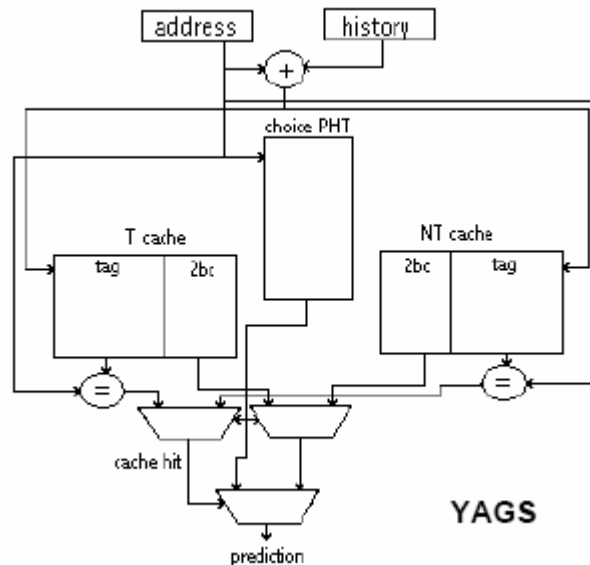 address
history
+
choice PHT
T cache
NT cache
tag
2bc
2bc
tag
=
=
cache hit
YAGS
prediction